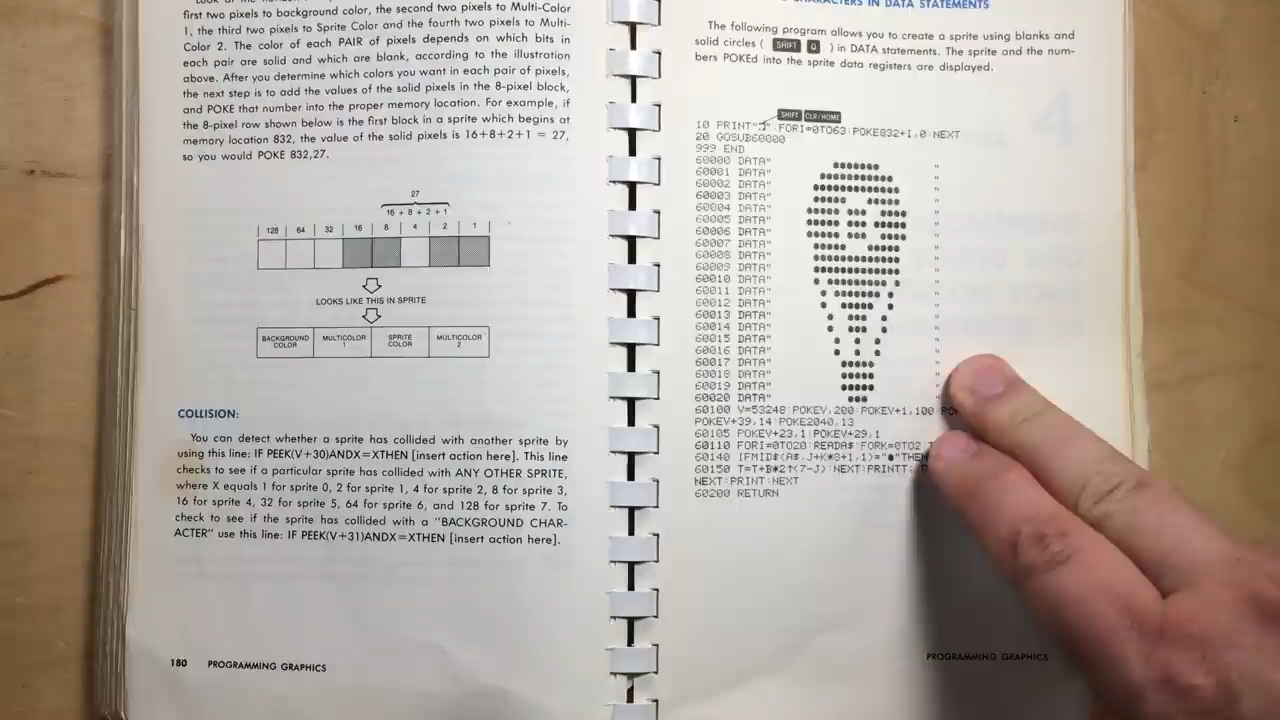 first two pixels to background color, the second two pixels to Multi-Color
1, the third two pixels to Sprite Color and the fourth two pixels to Multi-
Color 2. The color of each PAIR of pixels depends on which bits in
each pair are solid and which are blank, according to the illustration
above. After you determine which colors you want in each pair of pixels,
the next step is to add the values of the solid pixels in the 8-pixel block,
and POKE that number into the proper memory location. For example, if
the 8-pixel row shown below is the first block in a sprite which begins at
memory location 832, the value of the solid pixels is 16+8+2+1 = 27,
so you would POKE 832,27.
27
16 + 8 + 2 + 1
128 64 32 16 8 4 2 1
LOOKS LIKE THIS IN SPRITE
BACKGROUND COLOR
MULTICOLOR 1
SPRITE COLOR
MULTICOLOR 2
COLLISION:
You can detect whether a sprite has collided with another sprite by
using this line: IF PEEK(V+30)ANDX=XTHEN [insert action here]. This line
checks to see if a particular sprite has collided with ANY OTHER SPRITE,
where X equals 1 for sprite 0, 2 for sprite 1, 4 for sprite 2, 8 for sprite 3,
16 for sprite 4, 32 for sprite 5, 64 for sprite 6, and 128 for sprite 7. To
check to see if the sprite has collided with a "BACKGROUND CHAR-
ACTER" use this line: IF PEEK(V+31)ANDX=XTHEN [insert action here].
180 PROGRAMMING GRAPHICS
CHARACTERS IN DATA STATEMENTS
The following program allows you to create a sprite using blanks and
solid circles ( SHIFT Q ) in DATA statements. The sprite and the num-
bers POKEd into the sprite data registers are displayed.
SHIFT CLR/HOME
10 PRINT" ":FORI=0TO63:POKE832+I,0:NEXT
20 GOSUB60000
999 END
60000 DATA" "
60001 DATA" "
60002 DATA" "
60003 DATA" "
60004 DATA" "
60005 DATA" "
60006 DATA" "
60007 DATA" "
60008 DATA" "
60009 DATA" "
60010 DATA" "
60011 DATA" "
60012 DATA" "
60013 DATA" "
60014 DATA" "
60015 DATA" "
60016 DATA" "
60017 DATA" "
60018 DATA" "
60019 DATA" "
60020 DATA" "
60100 V=53248:POKEV,200:POKEV+1,100
POKEV+39,14:POKE2040,13
60105 POKEV+23,1:POKEV+29,1
60110 FORI=0TO20:READA$:FORK=0TO2
60140 IFMID$(A$,J+K*8+1,1)="●"THEN
60150 T=T+B*2↑(7-J):NEXT:PRINTT;
NEXT:PRINT:NEXT
60200 RETURN
PROGRAMMING GRAPHICS